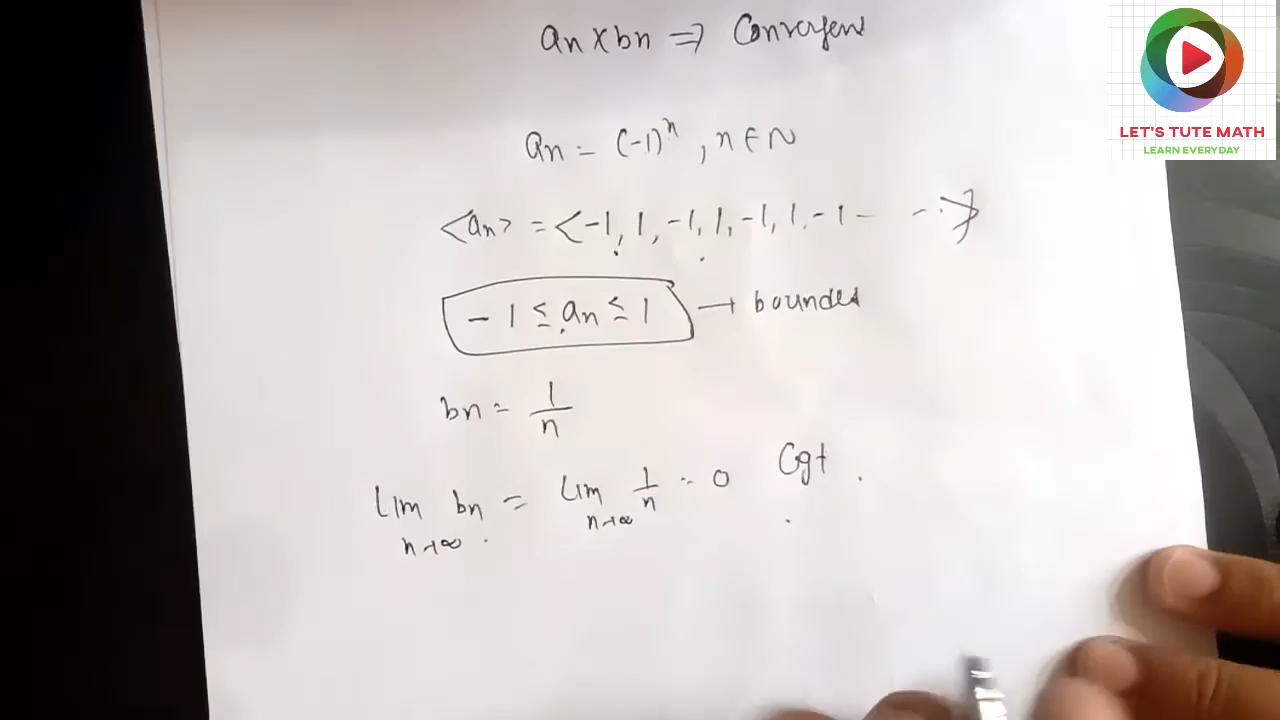 an × bn ⇒ Convergent
LET'S TUTE MATH
LEARN EVERYDAY
an = (-1)^n , n ∈ N
<an> = <-1, 1, -1, 1, -1, 1, -1 - - ->
-1 ≤ an ≤ 1 → bounded
bn = 1/n
lim n→∞ bn = lim n→∞ 1/n = 0 Cgt.